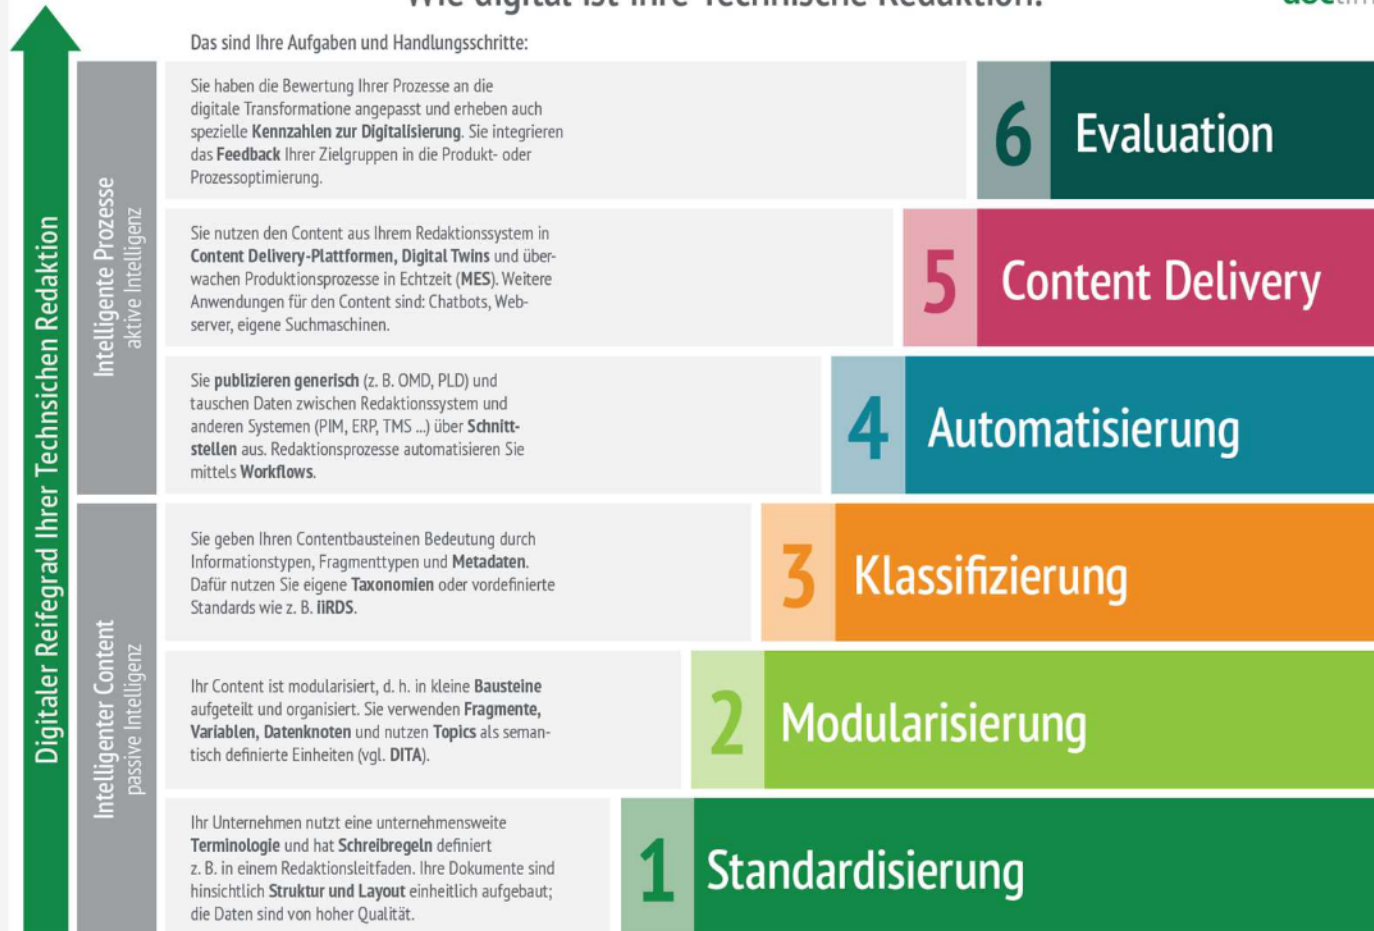 Wie digital ist Ihre Technische Redaktion?
Das sind Ihre Aufgaben und Handlungsschritte:
Digitaler Reifegrad Ihrer Technsichen Redaktion
Intelligente Prozesse
aktive Intelligenz
Sie haben die Bewertung Ihrer Prozesse an die
digitale Transformatione angepasst und erheben auch
spezielle Kennzahlen zur Digitalisierung. Sie integrieren
das Feedback Ihrer Zielgruppen in die Produkt- oder
Prozessoptimierung.
6 Evaluation
Sie nutzen den Content aus Ihrem Redaktionssystem in
Content Delivery-Plattformen, Digital Twins und über-
wachen Produktionsprozesse in Echtzeit (MES). Weitere
Anwendungen für den Content sind: Chatbots, Web-
server, eigene Suchmaschinen.
5 Content Delivery
Sie publizieren generisch (z. B. OMD, PLD) und
tauschen Daten zwischen Redaktionssystem und
anderen Systemen (PIM, ERP, TMS ...) über Schnitt-
stellen aus. Redaktionsprozesse automatisieren Sie
mittels Workflows.
4 Automatisierung
Intelligenter Content
passive Intelligenz
Sie geben Ihren Contentbausteinen Bedeutung durch
Informationstypen, Fragmenttypen und Metadaten.
Dafür nutzen Sie eigene Taxonomien oder vordefinierte
Standards wie z. B. iiRDS.
3 Klassifizierung
Ihr Content ist modularisiert, d. h. in kleine Bausteine
aufgeteilt und organisiert. Sie verwenden Fragmente,
Variablen, Datenknoten und nutzen Topics als seman-
tisch definierte Einheiten (vgl. DITA).
2 Modularisierung
Ihr Unternehmen nutzt eine unternehmensweite
Terminologie und hat Schreibregeln definiert
z. B. in einem Redaktionsleitfaden. Ihre Dokumente sind
hinsichtlich Struktur und Layout einheitlich aufgebaut;
die Daten sind von hoher Qualität.
1 Standardisierung